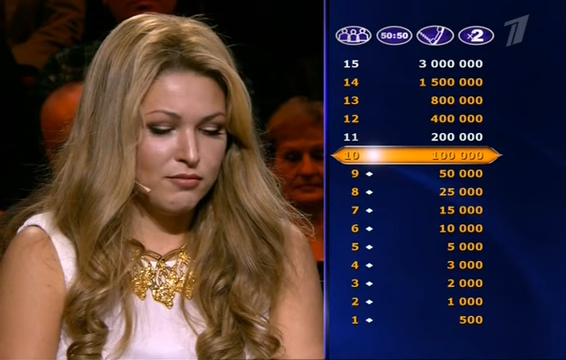 50:50
x2
1
15 3 000 000
14 1 500 000
13 800 000
12 400 000
11 200 000
10 100 000
9 50 000
8 25 000
7 15 000
6 10 000
5 5 000
4 3 000
3 2 000
2 1 000
1 500